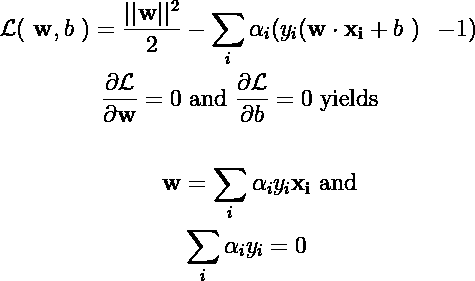 ℒ( 𝐰, b ) = ||𝐰||²/2 − ∑ᵢ αᵢ(yᵢ(𝐰 · 𝐱ᵢ + b ) −1)
∂ℒ/∂𝐰 = 0 and ∂ℒ/∂b = 0 yields
𝐰 = ∑ᵢ αᵢyᵢ𝐱ᵢ and
∑ᵢ αᵢyᵢ = 0